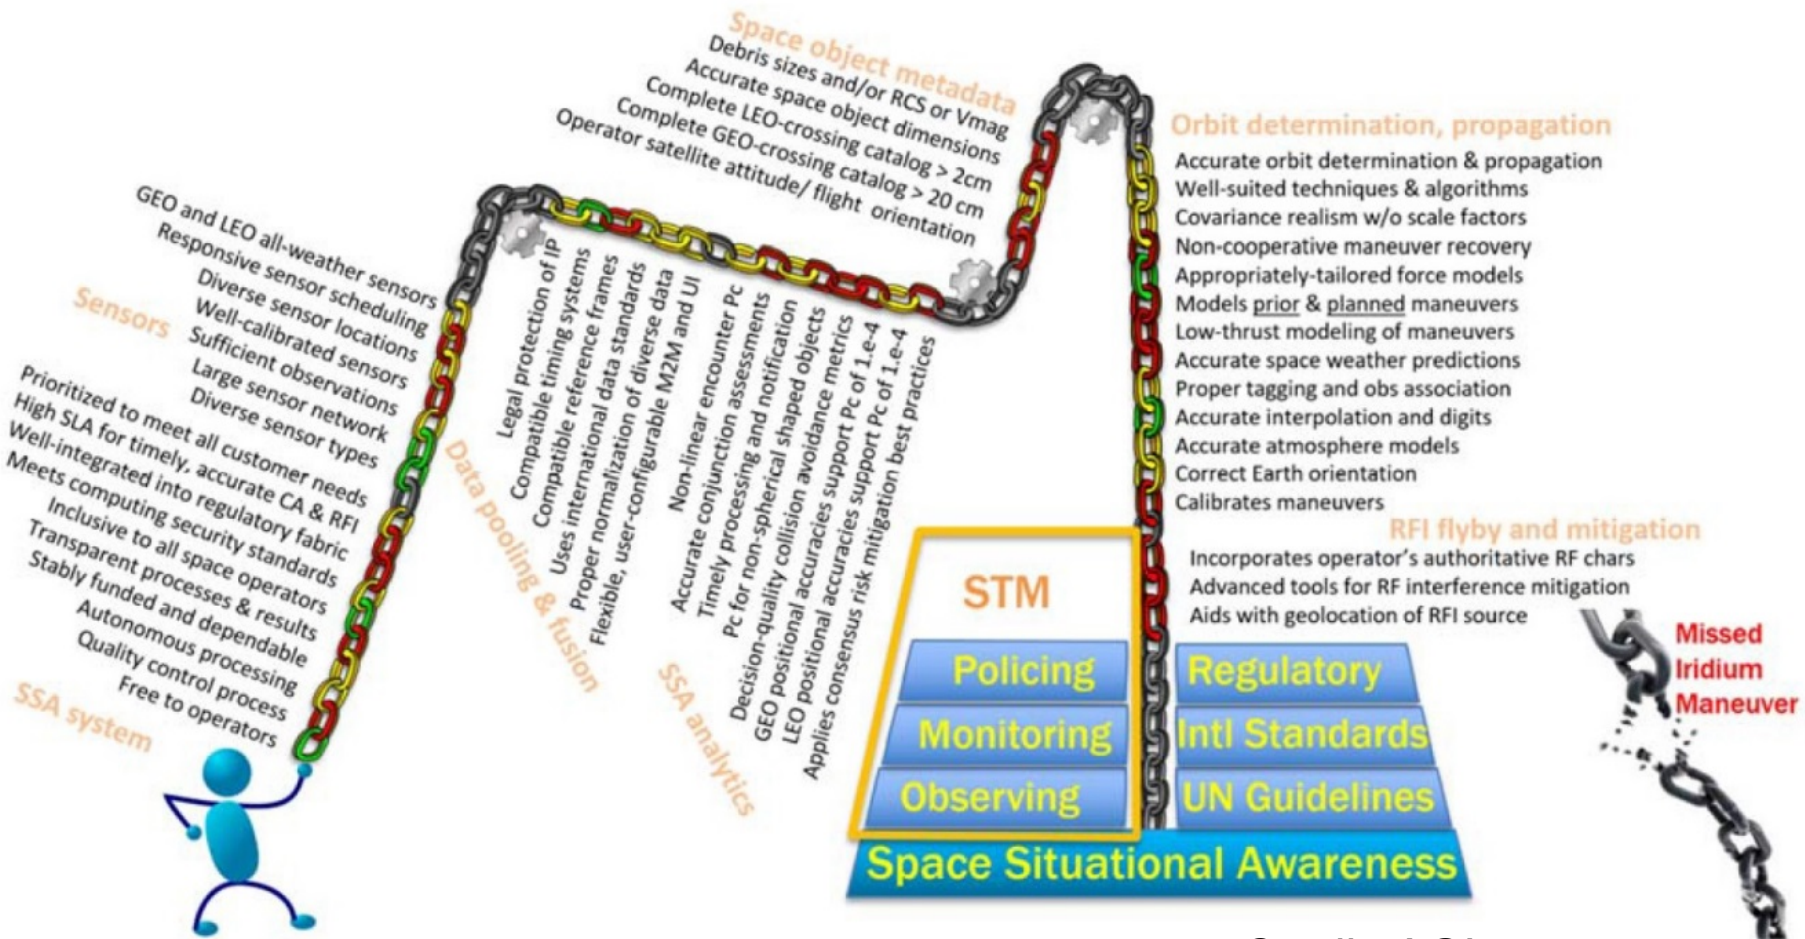 Space object metadata
Debris sizes and/or RCS or Vmag
Accurate space object dimensions
Complete LEO-crossing catalog > 2cm
Complete GEO-crossing catalog > 20 cm
Operator satellite attitude/ flight orientation
Sensors
GEO and LEO all-weather sensors
Responsive sensor scheduling
Diverse sensor locations
Well-calibrated sensors
Sufficient observations
Large sensor network
Diverse sensor types
SSA system
Prioritized to meet all customer needs
High SLA for timely, accurate CA & RFI
Well-integrated into regulatory fabric
Meets computing security standards
Inclusive to all space operators
Transparent processes & results
Stably funded and dependable
Autonomous processing
Quality control process
Free to operators
Data pooling & fusion
Legal protection of IP
Compatible timing systems
Compatible reference frames
Uses international data standards
Proper normalization of diverse data
Flexible, user-configurable M2M and UI
SSA analytics
Non-linear encounter Pc
Accurate conjunction assessments
Timely processing and notification
Pc for non-spherical shaped objects
Decision-quality collision avoidance metrics
GEO positional accuracies support Pc of 1.e-4
LEO positional accuracies support Pc of 1.e-4
Applies consensus risk mitigation best practices
Orbit determination, propagation
Accurate orbit determination & propagation
Well-suited techniques & algorithms
Covariance realism w/o scale factors
Non-cooperative maneuver recovery
Appropriately-tailored force models
Models prior & planned maneuvers
Low-thrust modeling of maneuvers
Accurate space weather predictions
Proper tagging and obs association
Accurate interpolation and digits
Accurate atmosphere models
Correct Earth orientation
Calibrates maneuvers
RFI flyby and mitigation
Incorporates operator's authoritative RF chars
Advanced tools for RF interference mitigation
Aids with geolocation of RFI source
STM
Policing
Monitoring
Observing
Regulatory
Intl Standards
UN Guidelines
Space Situational Awareness
Missed
Iridium
Maneuver